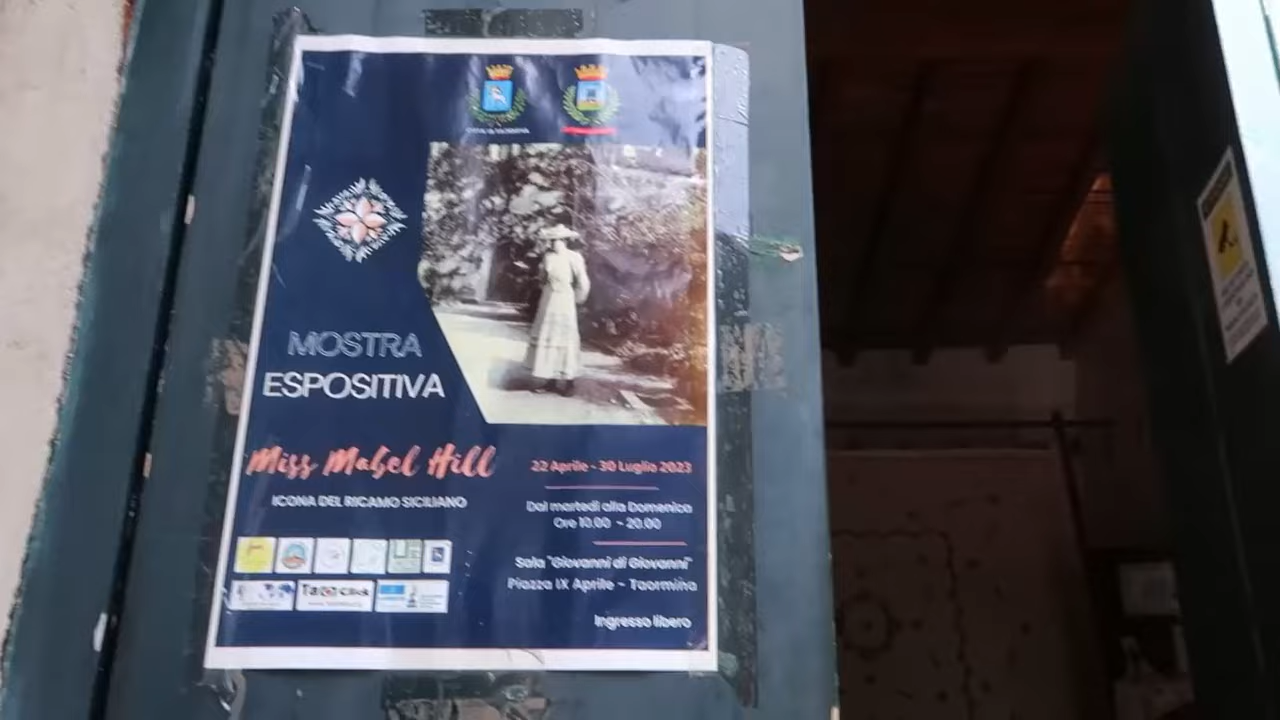 MOSTRA
ESPOSITIVA
Miss Mabel Hill
ICONA DEL RICAMO SICILIANO
22 Aprile - 30 Luglio 2023
Dal martedì alla Domenica
Ore 10.00 - 20.00
Sala "Giovanni di Giovanni"
Piazza IX Aprile - Taormina
Ingresso libero